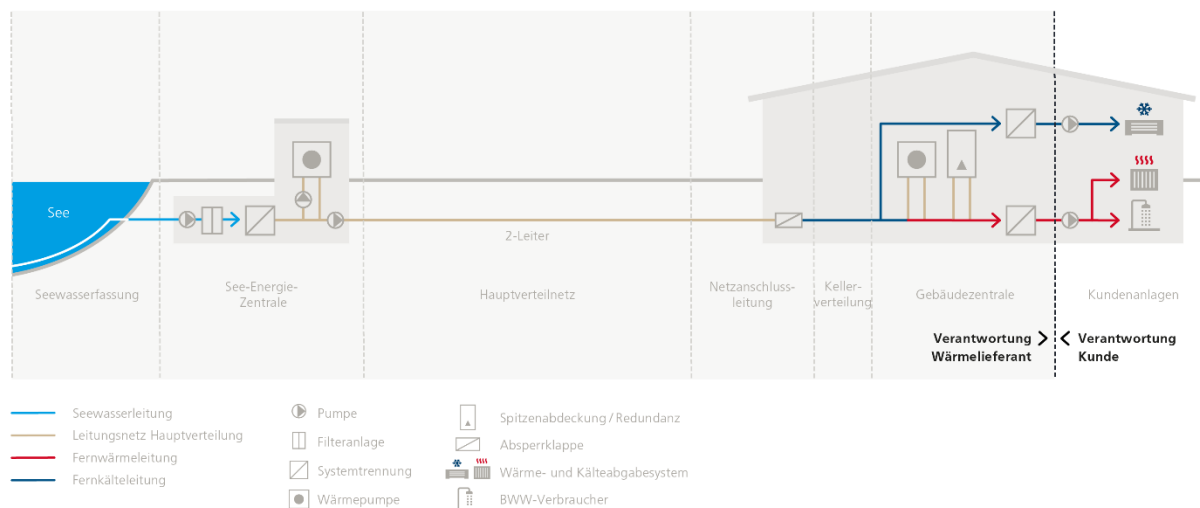 See
2-Leiter
Seewasserfassung
See-Energie-
Zentrale
Hauptverteilnetz
Netzanschluss-
leitung
Keller-
verteilung
Gebäudezentrale
Kundenanlagen
Verantwortung
Wärmelieferant
Verantwortung
Kunde
Seewasserleitung
Leitungsnetz Hauptverteilung
Fernwärmeleitung
Fernkälteleitung
Pumpe
Filteranlage
Systemtrennung
Wärmepumpe
Spitzenabdeckung / Redundanz
Absperrklappe
Wärme- und Kälteabgabesystem
BWW-Verbraucher